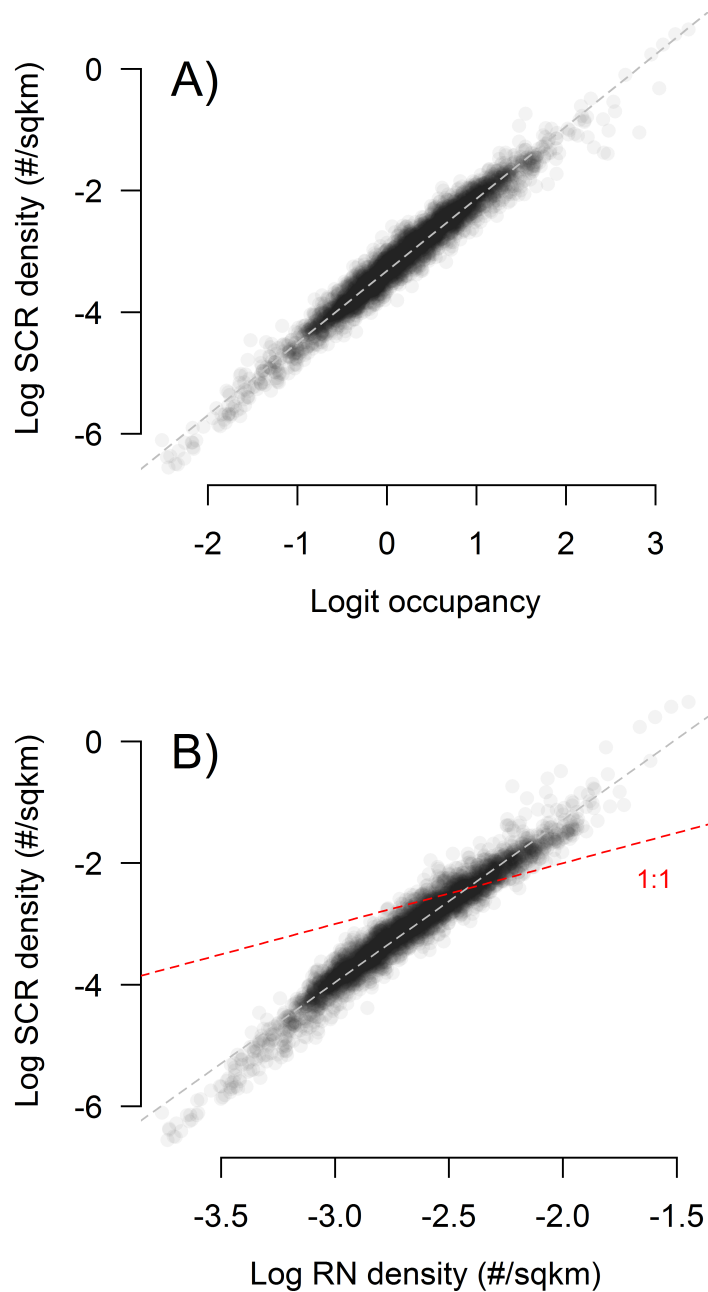 A)
Log SCR density (#/sqkm)
0
-2
-4
-6
-2 -1 0 1 2 3
Logit occupancy
B)
Log SCR density (#/sqkm)
0
-2
-4
-6
1:1
-3.5 -3.0 -2.5 -2.0 -1.5
Log RN density (#/sqkm)